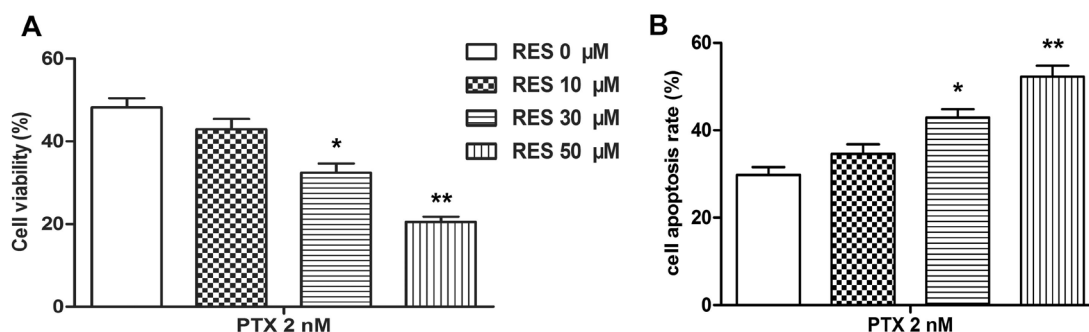 A
Cell viability (%)
60
40
20
0
*
**
PTX 2 nM
RES 0 µM
RES 10 µM
RES 30 µM
RES 50 µM
B
cell apoptosis rate (%)
60
40
20
0
*
**
PTX 2 nM